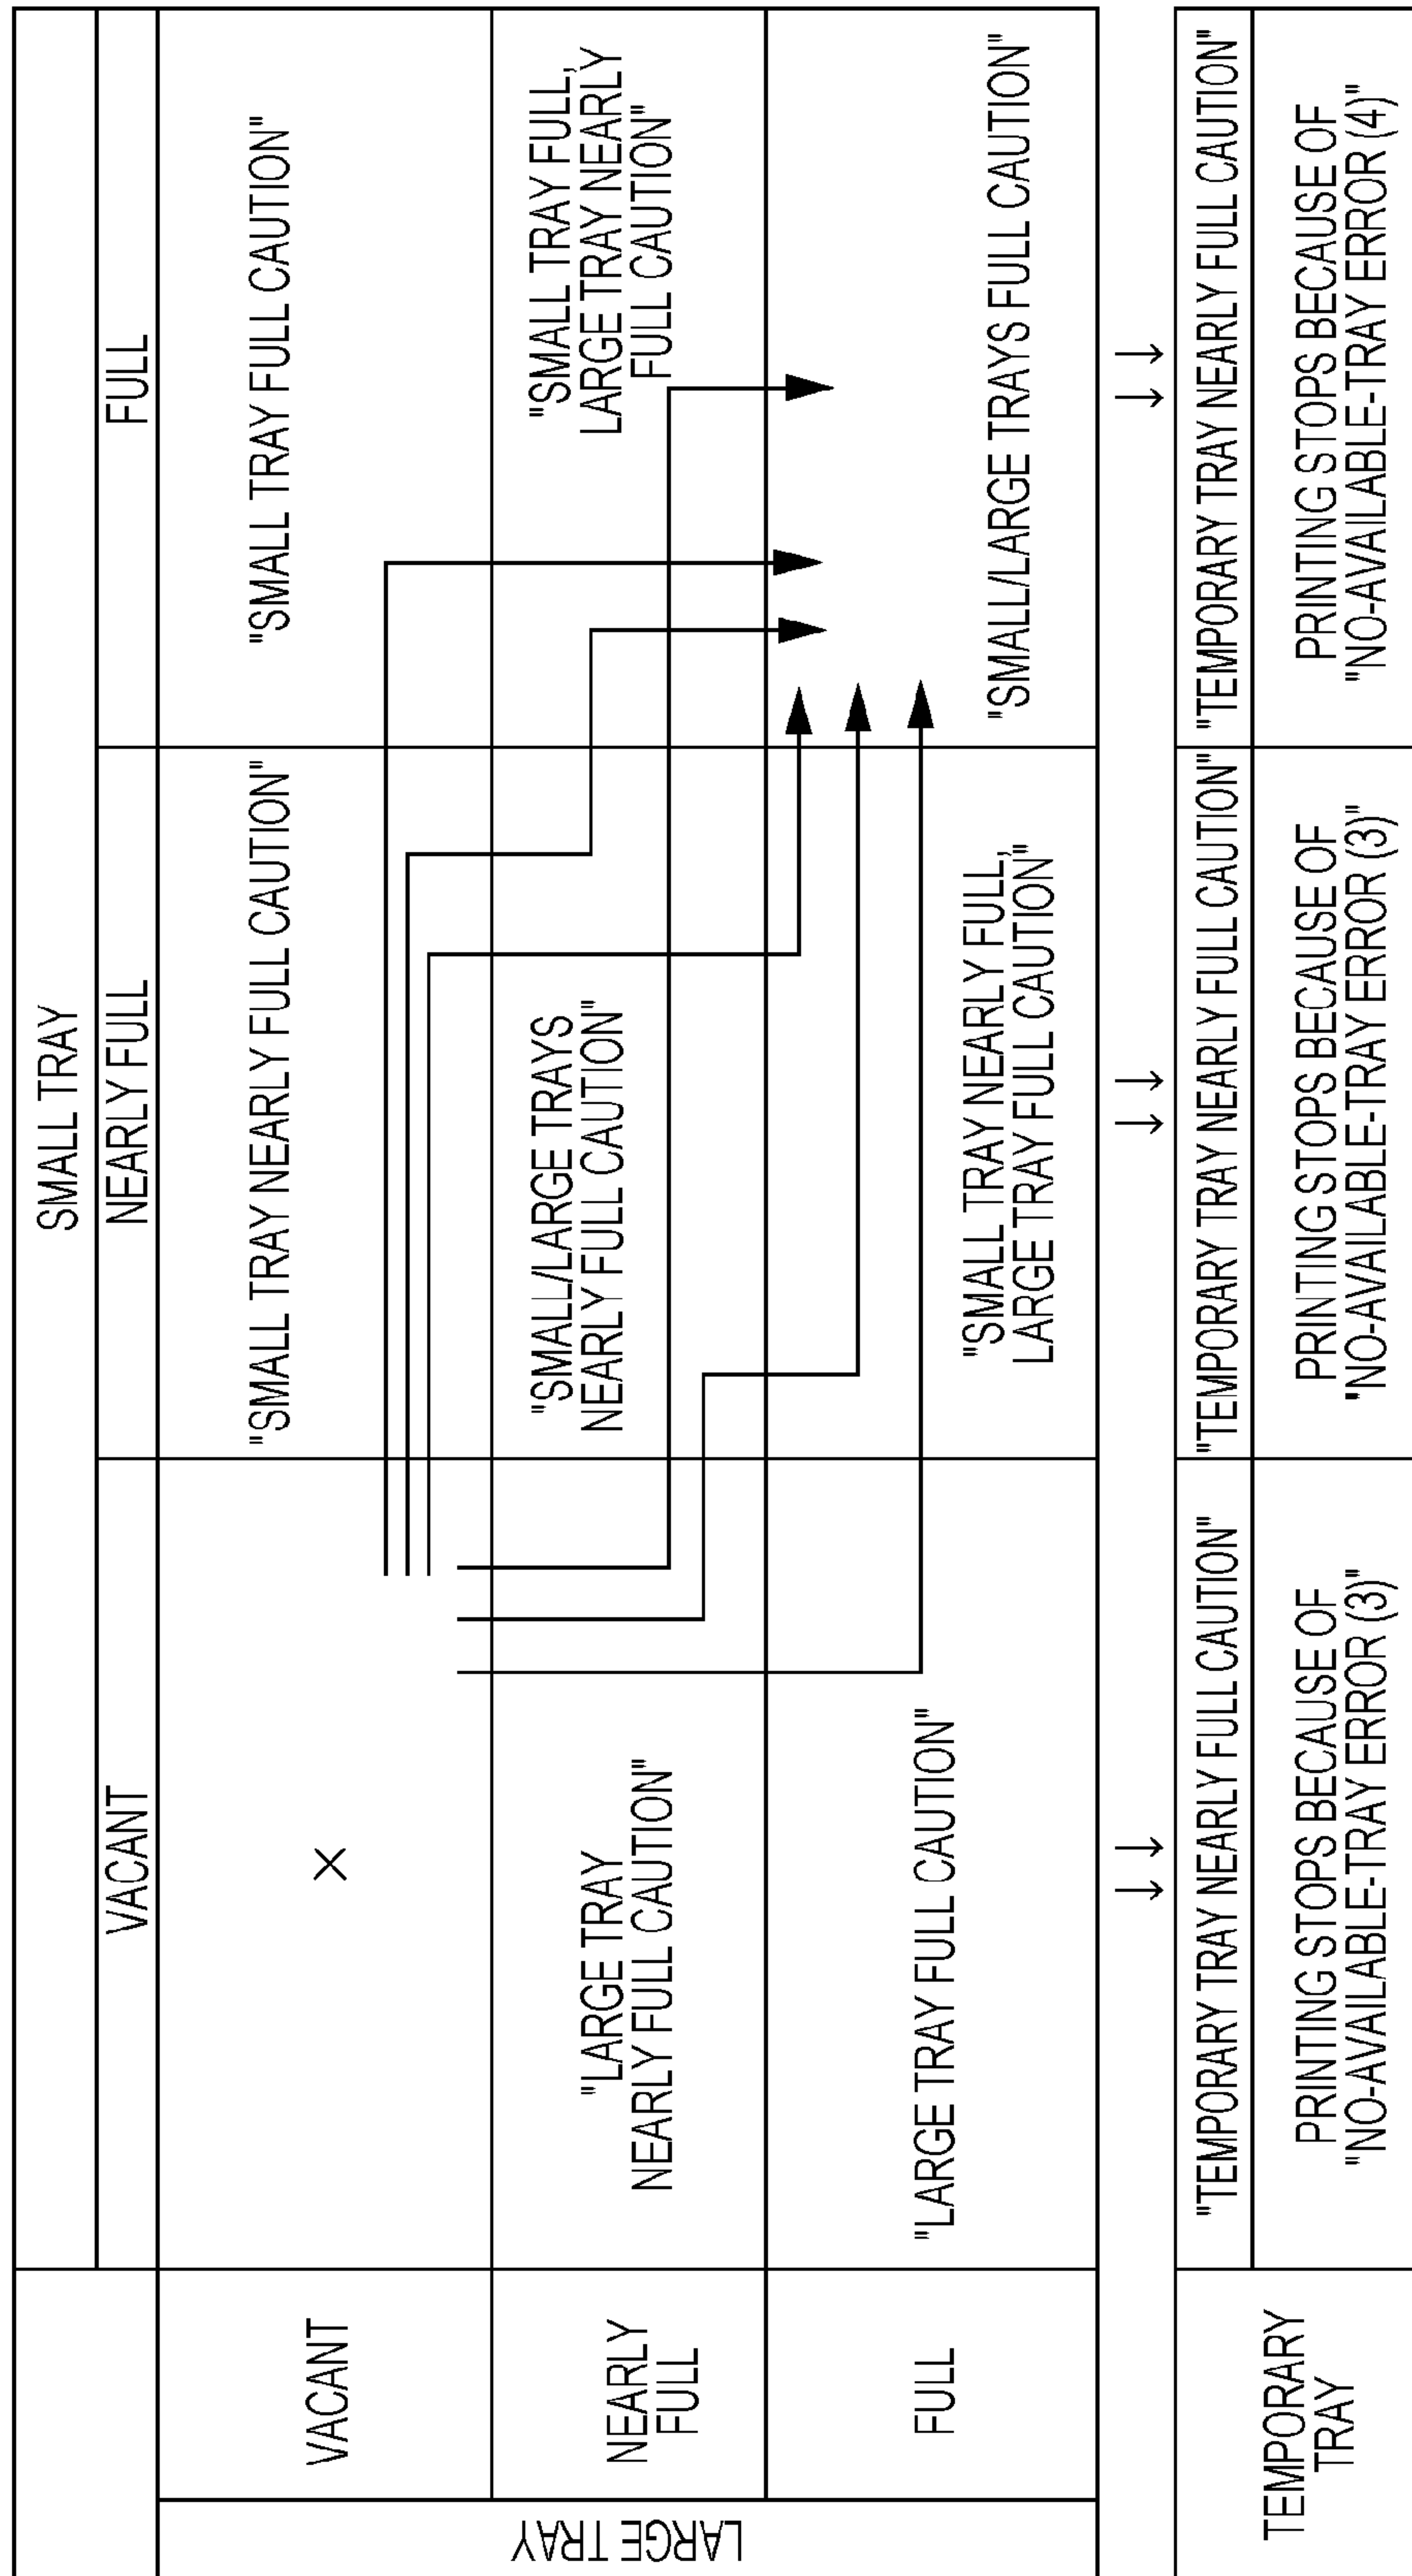 SMALL TRAY
VACANT
NEARLY FULL
FULL
LARGE TRAY
VACANT
×
"SMALL TRAY NEARLY FULL CAUTION"
"SMALL TRAY FULL CAUTION"
NEARLY
FULL
"LARGE TRAY
NEARLY FULL CAUTION"
"SMALL/LARGE TRAYS
NEARLY FULL CAUTION"
"SMALL TRAY FULL,
LARGE TRAY NEARLY
FULL CAUTION"
FULL
"LARGE TRAY FULL CAUTION"
"SMALL TRAY NEARLY FULL,
LARGE TRAY FULL CAUTION"
"SMALL/LARGE TRAYS FULL CAUTION"
TEMPORARY
TRAY
"TEMPORARY TRAY NEARLY FULL CAUTION"
"TEMPORARY TRAY NEARLY FULL CAUTION"
"TEMPORARY TRAY NEARLY FULL CAUTION"
PRINTING STOPS BECAUSE OF
"NO-AVAILABLE-TRAY ERROR (3)"
PRINTING STOPS BECAUSE OF
"NO-AVAILABLE-TRAY ERROR (3)"
PRINTING STOPS BECAUSE OF
"NO-AVAILABLE-TRAY ERROR (4)"